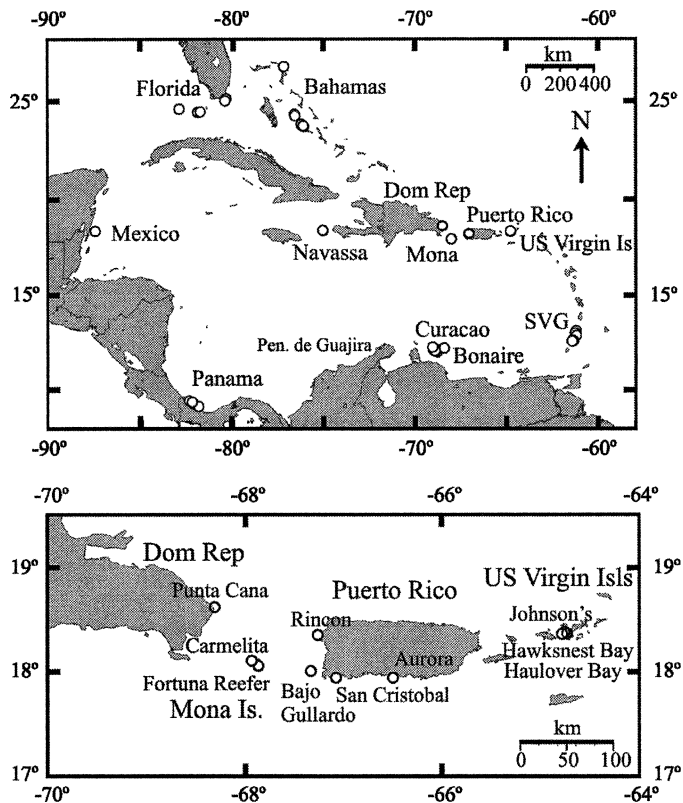 -90º -80º -70º -60º
km
0 200 400
Florida
Bahamas
25º 25º
N
Dom Rep
Puerto Rico
Mexico
Navassa
Mona
US Virgin Is
15º 15º
SVG
Curacao
Pen. de Guajira
Bonaire
Panama
-90º -80º -70º -60º
-70º -68º -66º -64º
19º 19º
Dom Rep
US Virgin Isls
Punta Cana
Puerto Rico
Johnson's
Rincon
Carmelita
Aurora
Hawksnest Bay
18º 18º
Fortuna Reefer
Haulover Bay
Bajo
San Cristobal
Mona Is.
Gullardo
km
0 50 100
17º 17º
-70º -68º -66º -64º